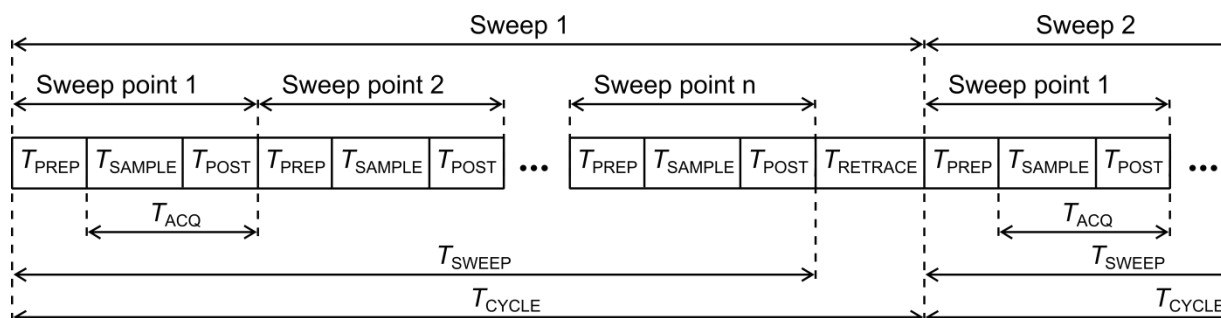 Sweep 1 Sweep 2
Sweep point 1 Sweep point 2 Sweep point n Sweep point 1
TPREP TSAMPLE TPOST TPREP TSAMPLE TPOST ••• TPREP TSAMPLE TPOST TRETRACE TPREP TSAMPLE TPOST •••
TACQ TACQ
TSWEEP TSWEEP
TCYCLE TCYCLE